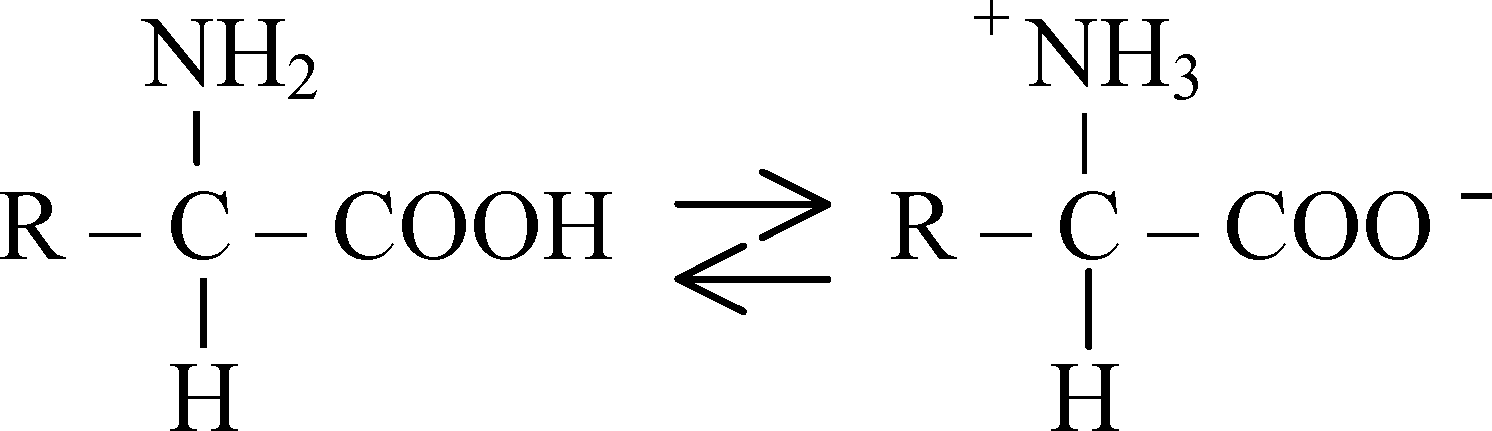 NH₂ ⁺NH₃
R – C – COOH ⇄ R – C – COO⁻
H H